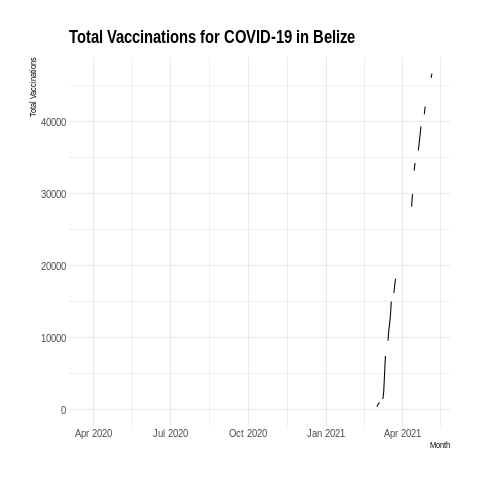 Total Vaccinations for COVID-19 in Belize
Total Vaccinations
40000
30000
20000
10000
0
Apr 2020 Jul 2020 Oct 2020 Jan 2021 Apr 2021
Month